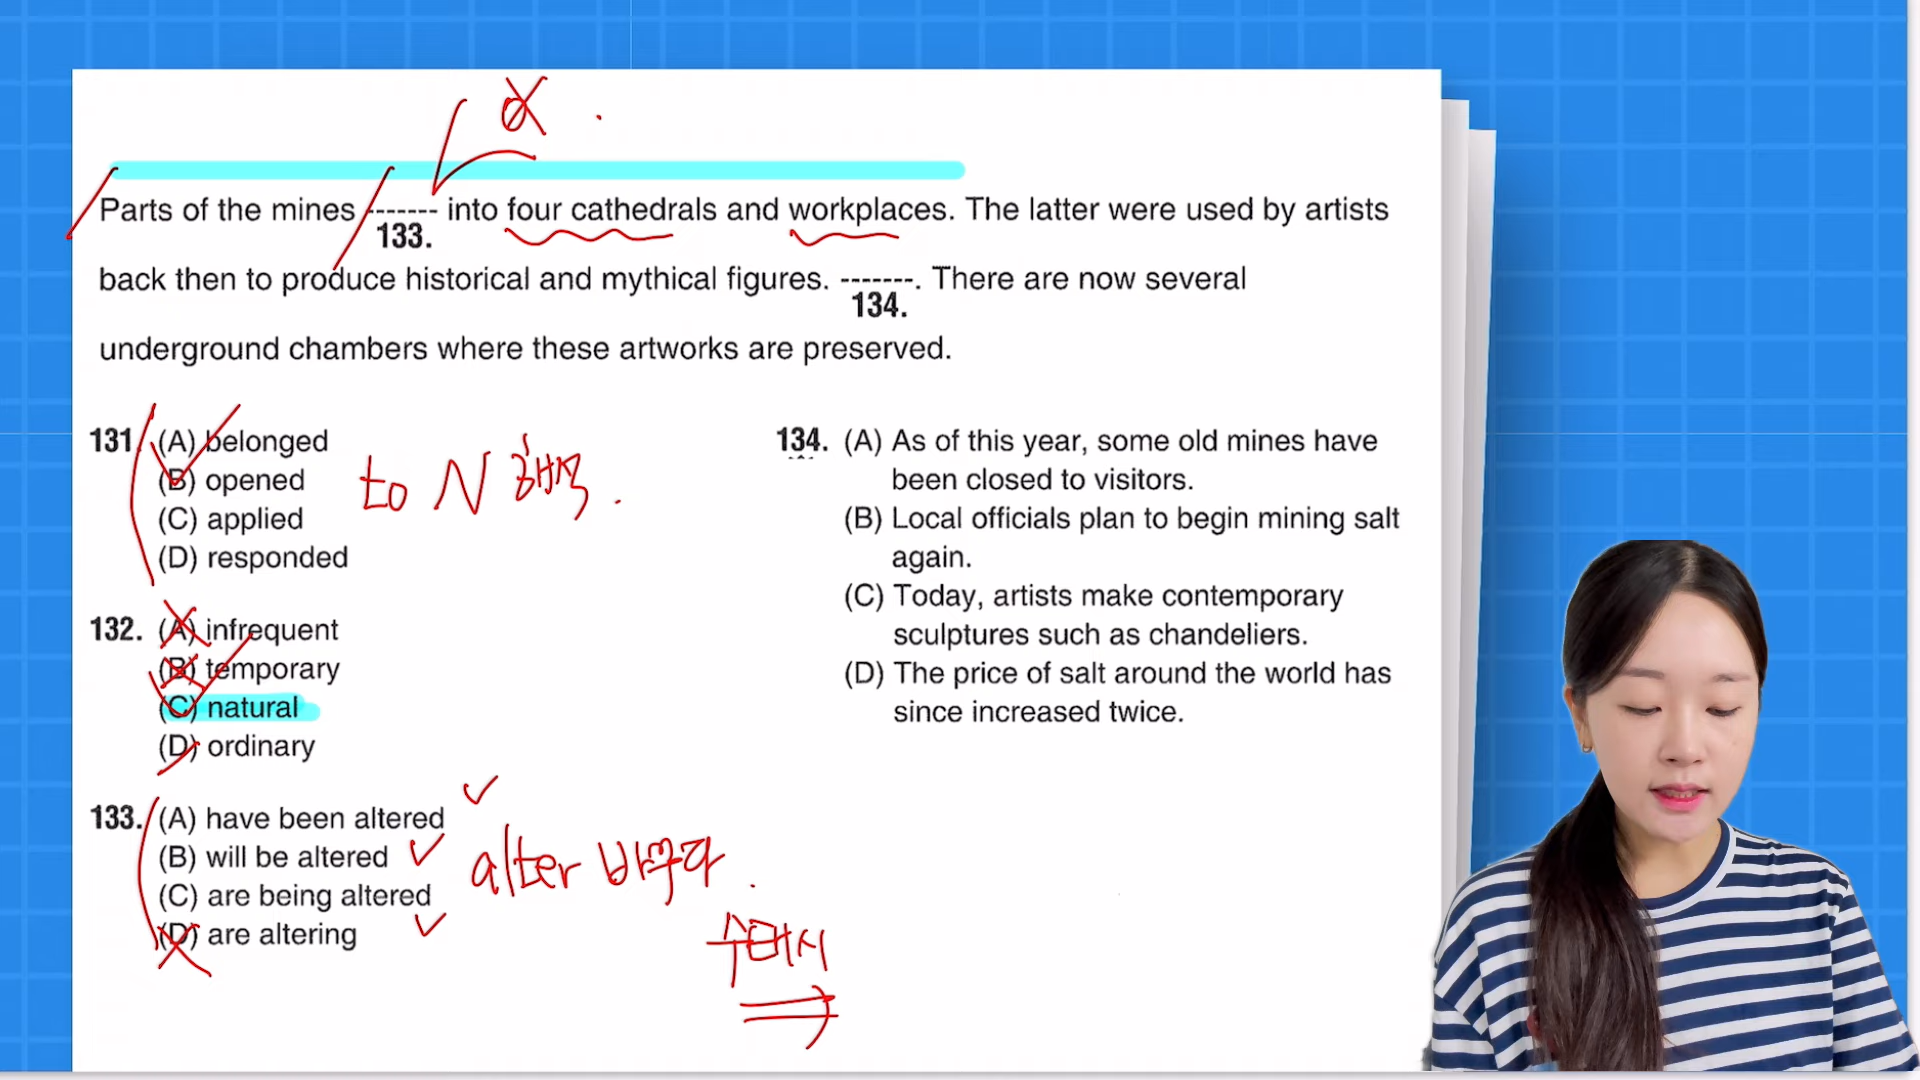 Parts of the mines ------- into four cathedrals and workplaces. The latter were used by artists
133.
back then to produce historical and mythical figures. -------. There are now several
134.
underground chambers where these artworks are preserved.
131. (A) belonged
(B) opened
(C) applied
(D) responded
to N 해석.
132. (A) infrequent
(B) temporary
(C) natural
(D) ordinary
133. (A) have been altered
(B) will be altered
(C) are being altered
(D) are altering
alter 바꾸다.
수태시
134. (A) As of this year, some old mines have
been closed to visitors.
(B) Local officials plan to begin mining salt
again.
(C) Today, artists make contemporary
sculptures such as chandeliers.
(D) The price of salt around the world has
since increased twice.